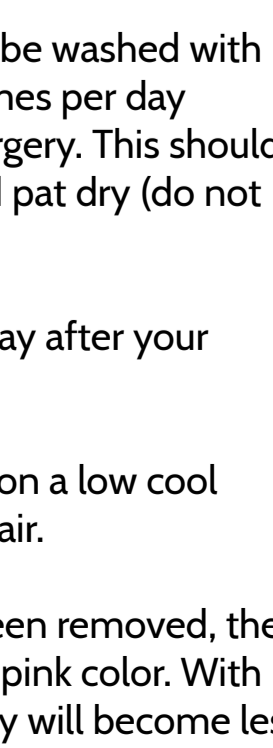 be washed with
nes per day
rgery. This should
pat dry (do not
ay after your
on a low cool
air.
een removed, the
pink color. With
y will become les